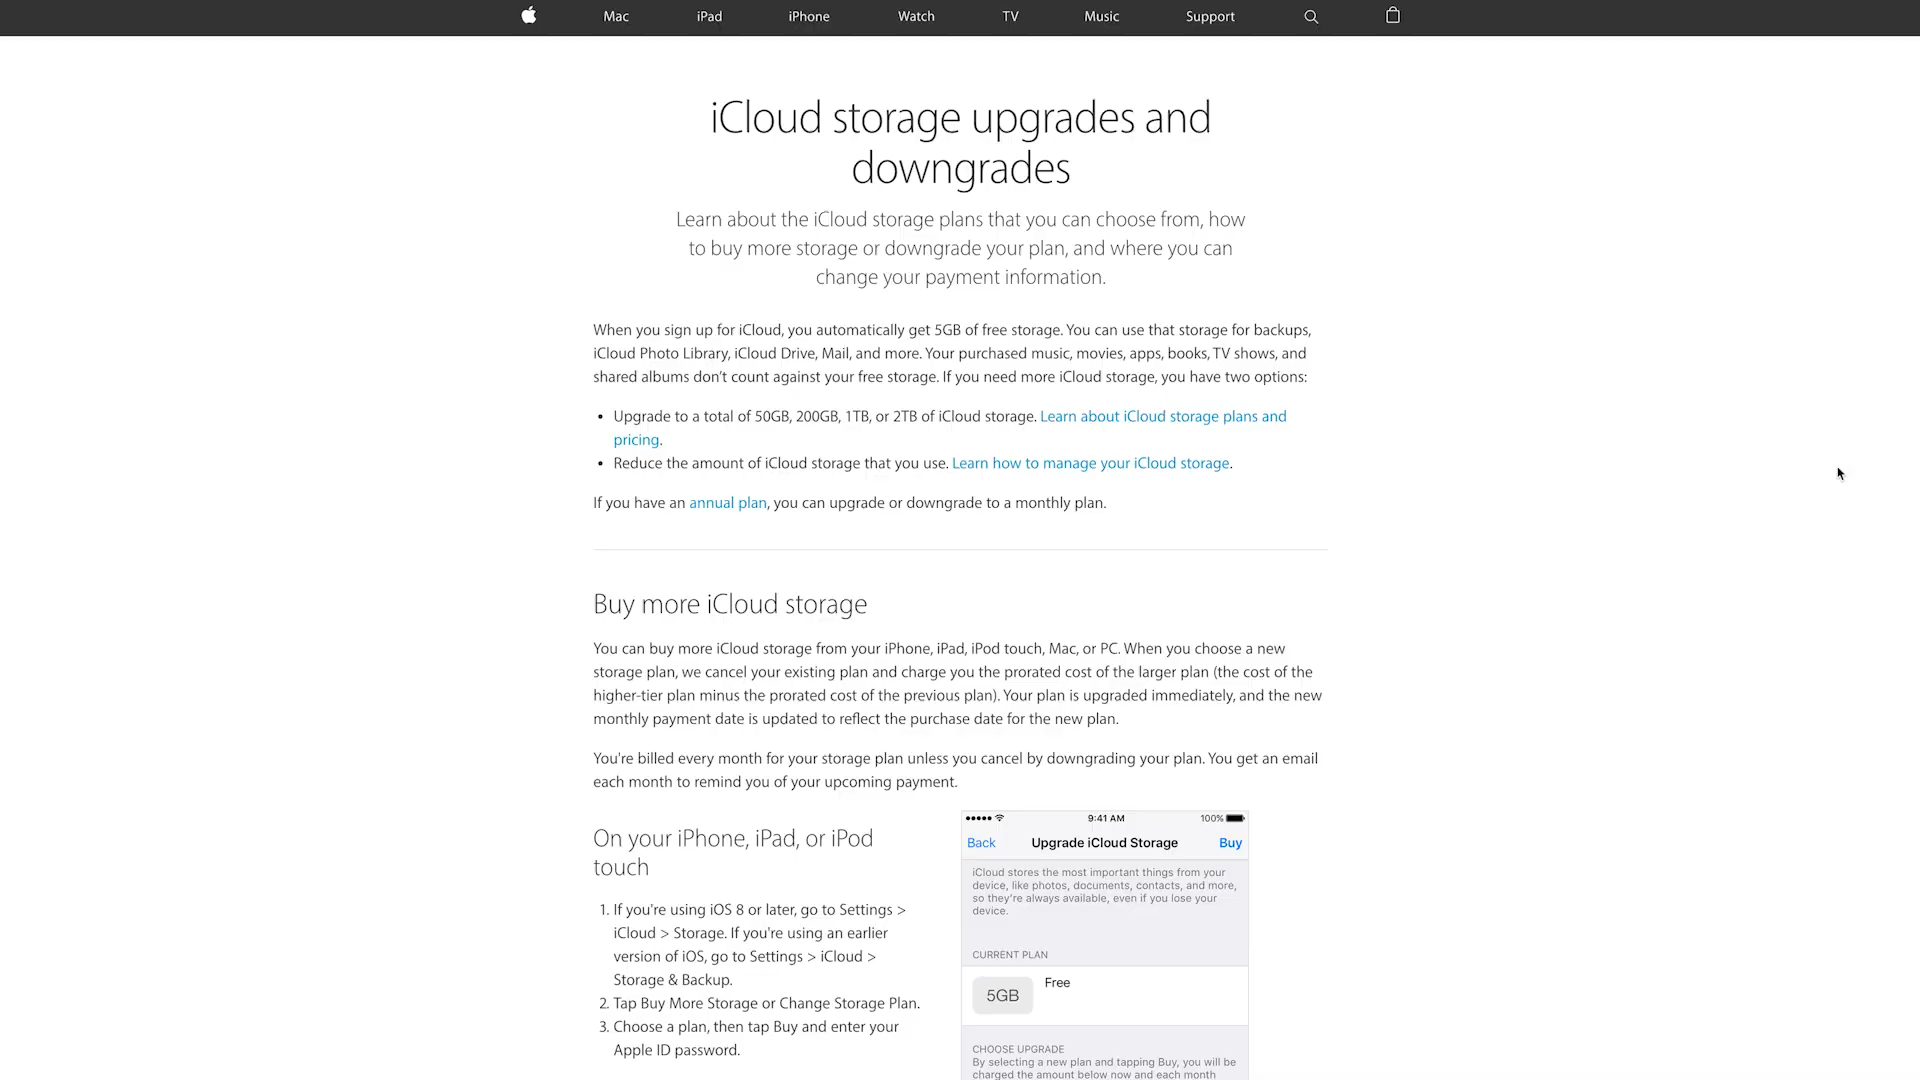 Mac iPad iPhone Watch TV Music Support
iCloud storage upgrades and
downgrades
Learn about the iCloud storage plans that you can choose from, how
to buy more storage or downgrade your plan, and where you can
change your payment information.
When you sign up for iCloud, you automatically get 5GB of free storage. You can use that storage for backups,
iCloud Photo Library, iCloud Drive, Mail, and more. Your purchased music, movies, apps, books, TV shows, and
shared albums don’t count against your free storage. If you need more iCloud storage, you have two options:
• Upgrade to a total of 50GB, 200GB, 1TB, or 2TB of iCloud storage. Learn about iCloud storage plans and
pricing.
• Reduce the amount of iCloud storage that you use. Learn how to manage your iCloud storage.
If you have an annual plan, you can upgrade or downgrade to a monthly plan.
Buy more iCloud storage
You can buy more iCloud storage from your iPhone, iPad, iPod touch, Mac, or PC. When you choose a new
storage plan, we cancel your existing plan and charge you the prorated cost of the larger plan (the cost of the
higher-tier plan minus the prorated cost of the previous plan). Your plan is upgraded immediately, and the new
monthly payment date is updated to reflect the purchase date for the new plan.
You're billed every month for your storage plan unless you cancel by downgrading your plan. You get an email
each month to remind you of your upcoming payment.
On your iPhone, iPad, or iPod
touch
1. If you're using iOS 8 or later, go to Settings >
iCloud > Storage. If you're using an earlier
version of iOS, go to Settings > iCloud >
Storage & Backup.
2. Tap Buy More Storage or Change Storage Plan.
3. Choose a plan, then tap Buy and enter your
Apple ID password.
9:41 AM 100%
Back Upgrade iCloud Storage Buy
iCloud stores the most important things from your
device, like photos, documents, contacts, and more,
so they're always available, even if you lose your
device.
CURRENT PLAN
5GB Free
CHOOSE UPGRADE
By selecting a new plan and tapping Buy, you will be
charged the amount below now and each month